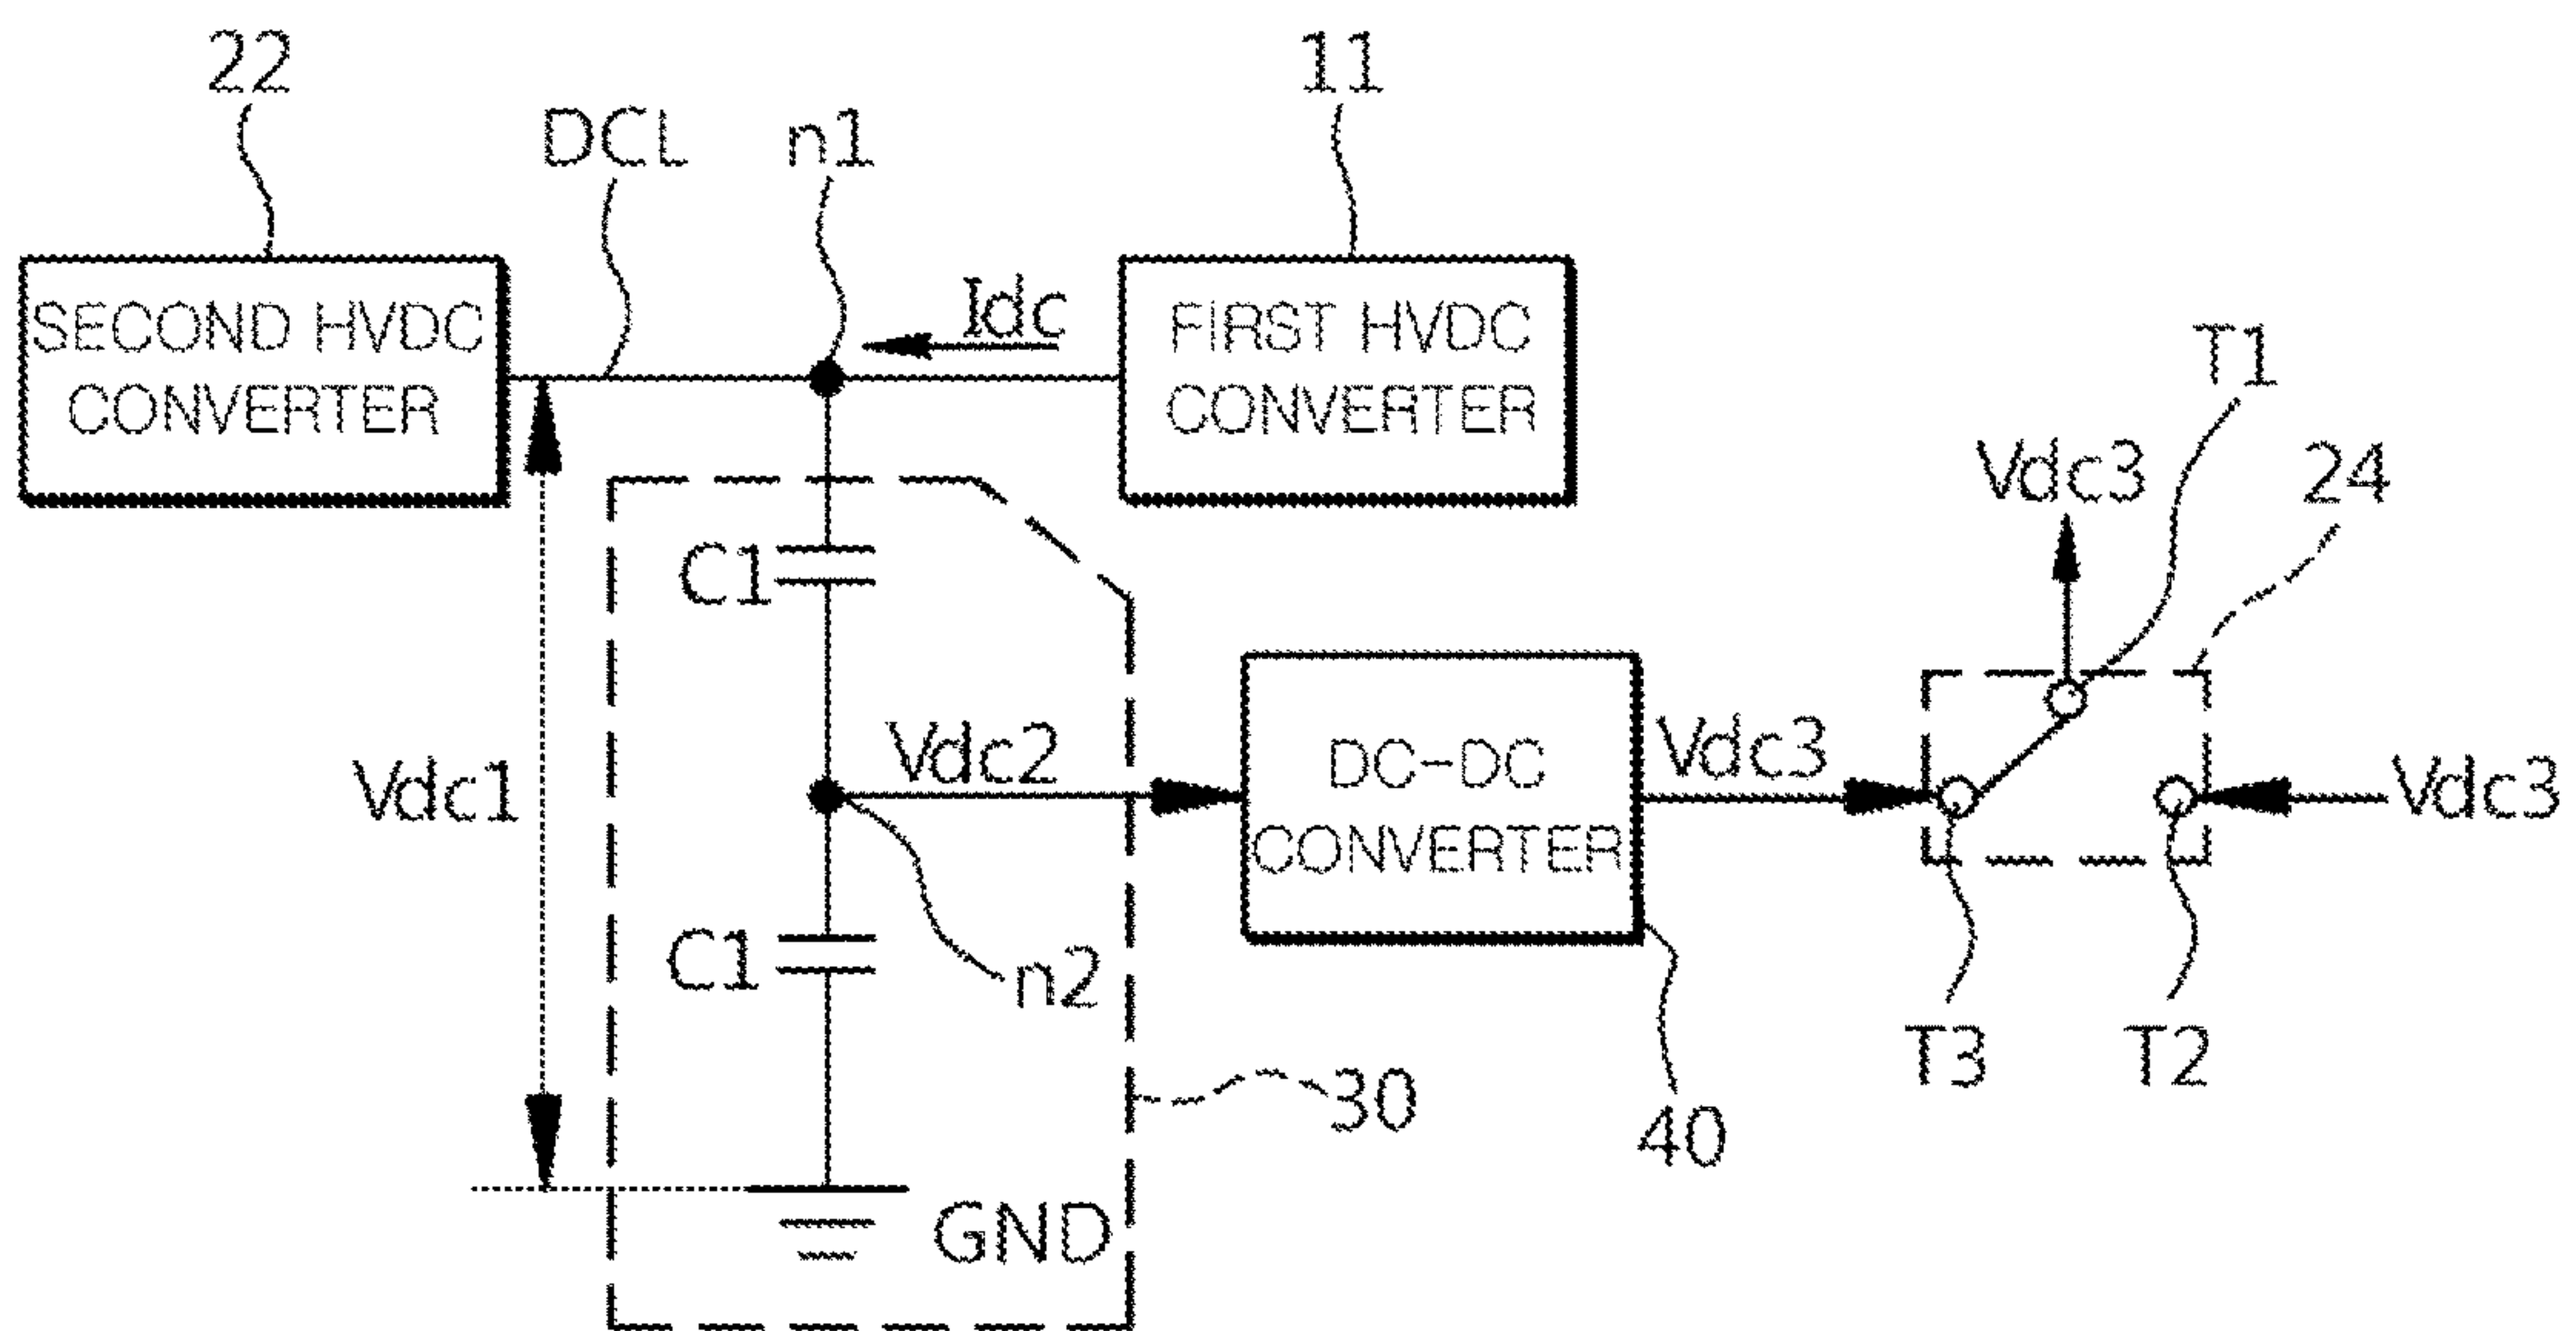 22
11
DCL
n1
Idc
SECOND HVDC
CONVERTER
FIRST HVDC
CONVERTER
T1
Vdc3
24
C1
Vdc1
Vdc2
DC-DC
CONVERTER
Vdc3
Vdc3
C1
n2
T3
T2
30
40
GND